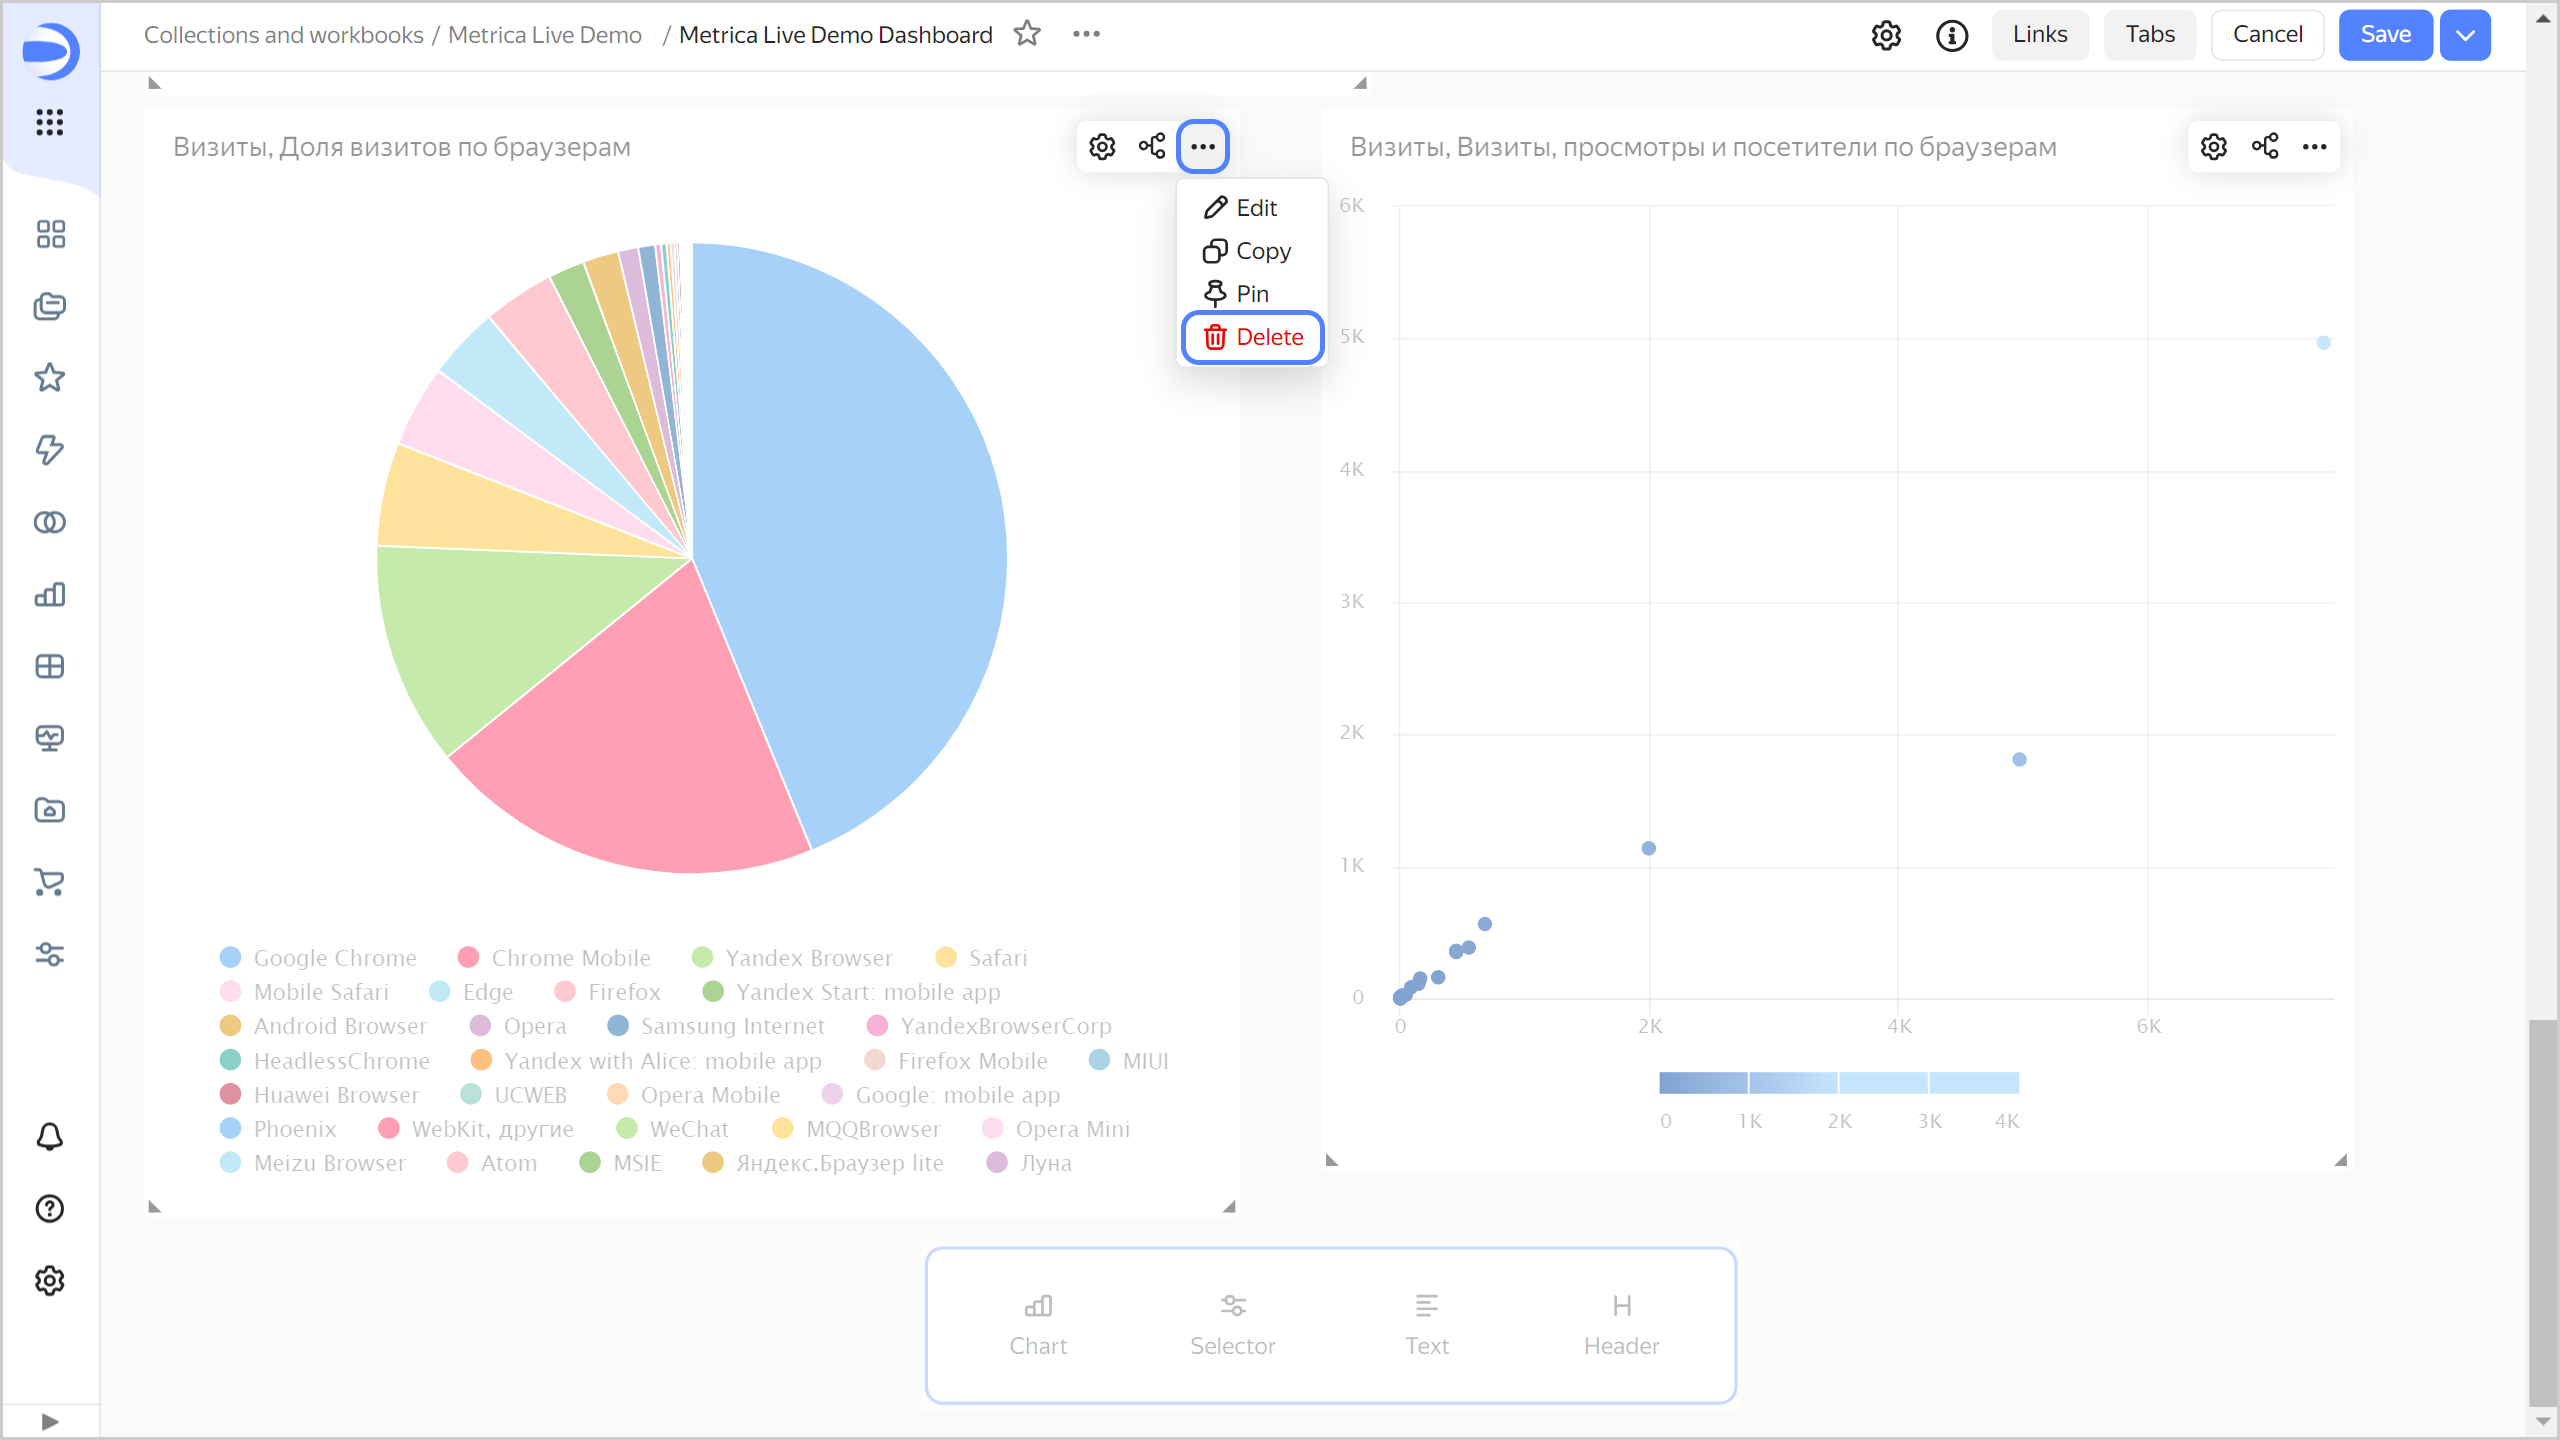 Collections and workbooks / Metrica Live Demo / Metrica Live Demo Dashboard
Links
Tabs
Cancel
Save
Визиты, Доля визитов по браузерам
Edit
Copy
Pin
Delete
Google Chrome Chrome Mobile Yandex Browser Safari
Mobile Safari Edge Firefox Yandex Start: mobile app
Android Browser Opera Samsung Internet YandexBrowserCorp
HeadlessChrome Yandex with Alice: mobile app Firefox Mobile MIUI
Huawei Browser UCWEB Opera Mobile Google: mobile app
Phoenix WebKit, другие WeChat MQQBrowser Opera Mini
Meizu Browser Atom MSIE Яндекс.Браузер lite Луна
Визиты, Визиты, просмотры и посетители по браузерам
6K
5K
4K
3K
2K
1K
0
0 2K 4K 6K
0 1K 2K 3K 4K
Chart Selector Text Header